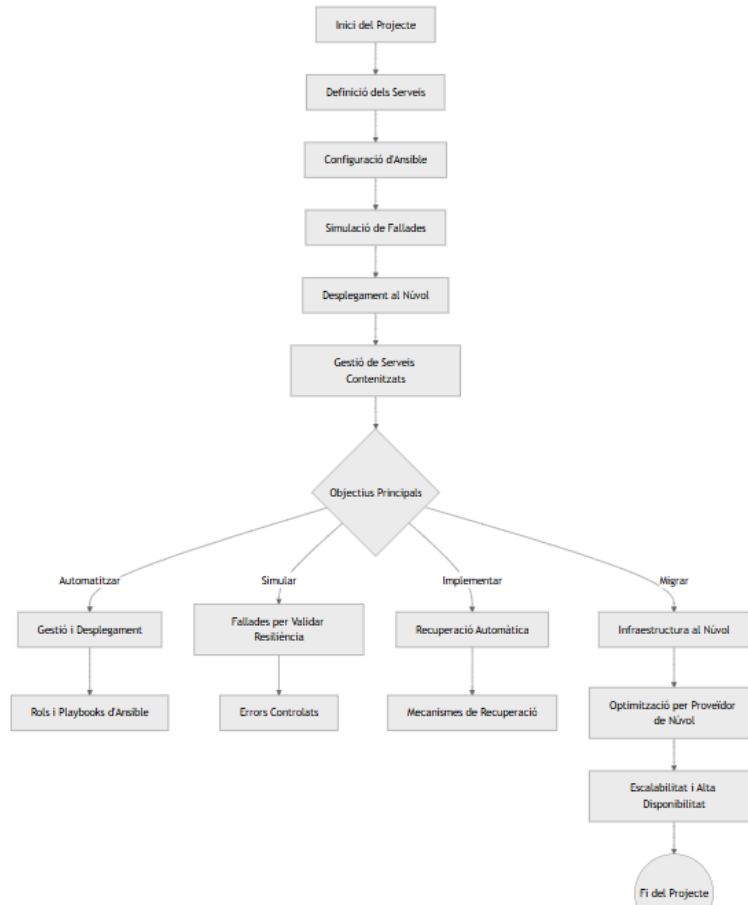 Inici del Projecte
Definició dels Serveis
Configuració d'Ansible
Simulació de Fallades
Desplegament al Núvol
Gestió de Serveis
Contenitzats
Objectius Principals
Automatitzar
Simular
Implementar
Migrar
Gestió i Desplegament
Fallades per Validar
Resiliència
Recuperació Automàtica
Infraestructura al Núvol
Rols i Playbooks d'Ansible
Errors Controlats
Mecanismes de Recuperació
Optimització per Proveïdor
de Núvol
Escalabilitat i Alta
Disponibilitat
Fi del Projecte